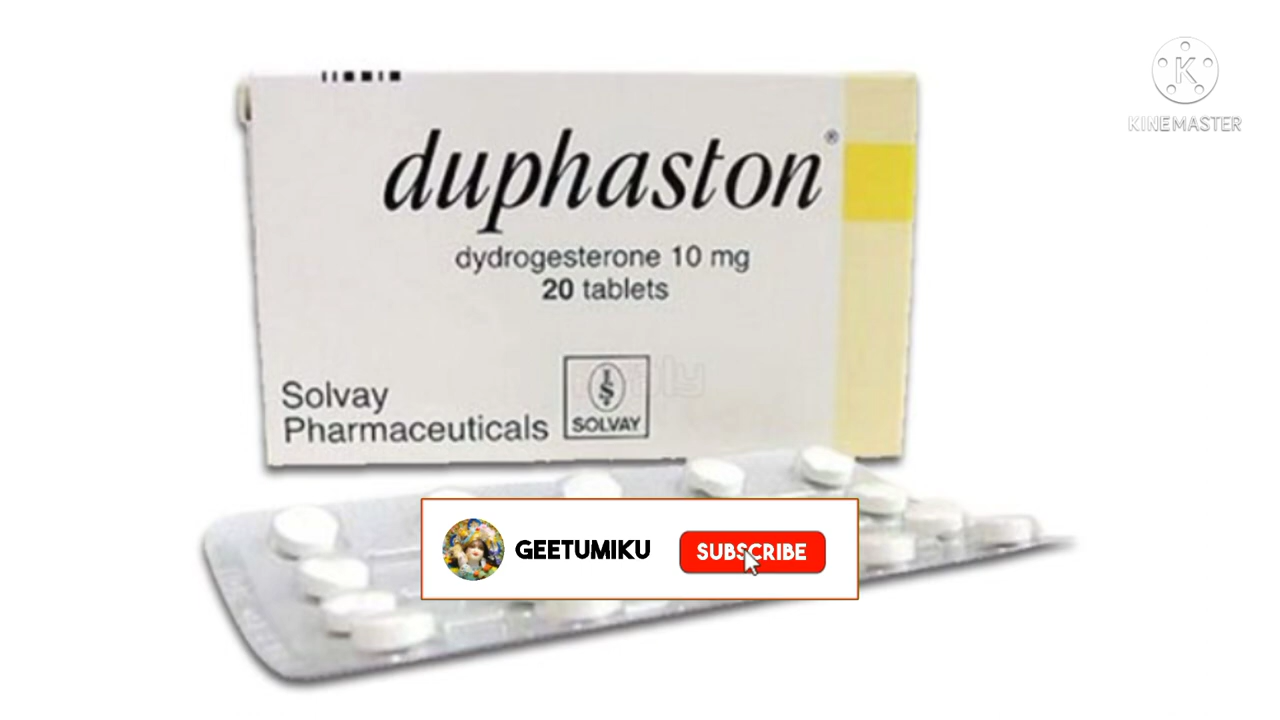 K
KINEMASTER
duphaston®
dydrogesterone 10 mg
20 tablets
Solvay
Pharmaceuticals
SOLVAY
GEETUMIKU
SUBSCRIBE